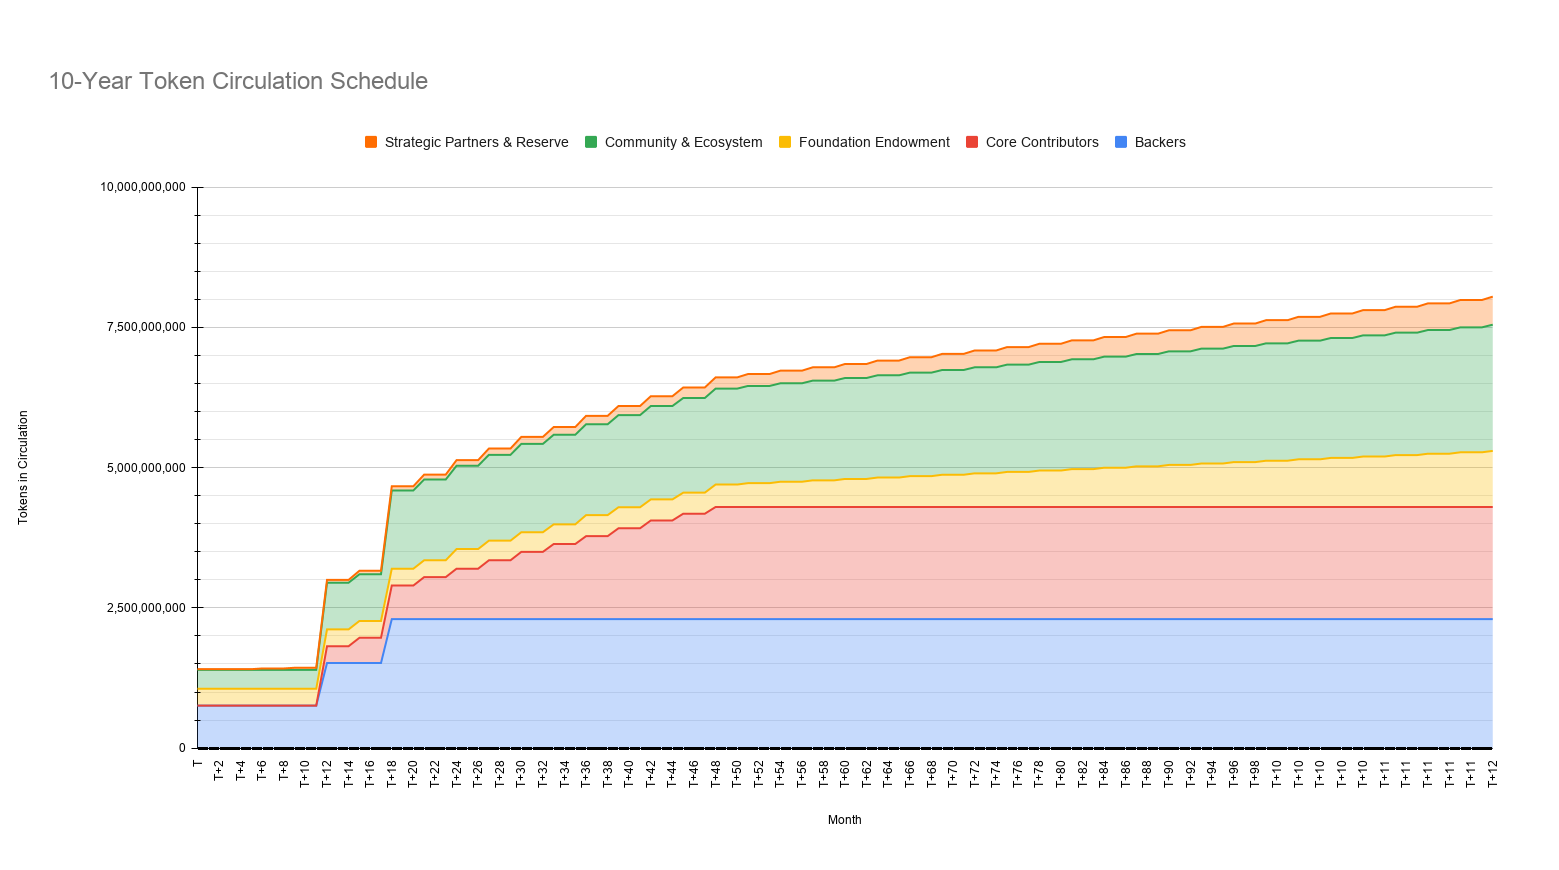 10-Year Token Circulation Schedule
Strategic Partners & Reserve Community & Ecosystem Foundation Endowment Core Contributors Backers
10,000,000,000
7,500,000,000
5,000,000,000
2,500,000,000
0
Tokens in Circulation
T T+2 T+4 T+6 T+8 T+10 T+12 T+14 T+16 T+18 T+20 T+22 T+24 T+26 T+28 T+30 T+32 T+34 T+36 T+38 T+40 T+42 T+44 T+46 T+48 T+50 T+52 T+54 T+56 T+58 T+60 T+62 T+64 T+66 T+68 T+70 T+72 T+74 T+76 T+78 T+80 T+82 T+84 T+86 T+88 T+90 T+92 T+94 T+96 T+98 T+10 T+10 T+10 T+10 T+10 T+11 T+11 T+11 T+11 T+11 T+12
Month